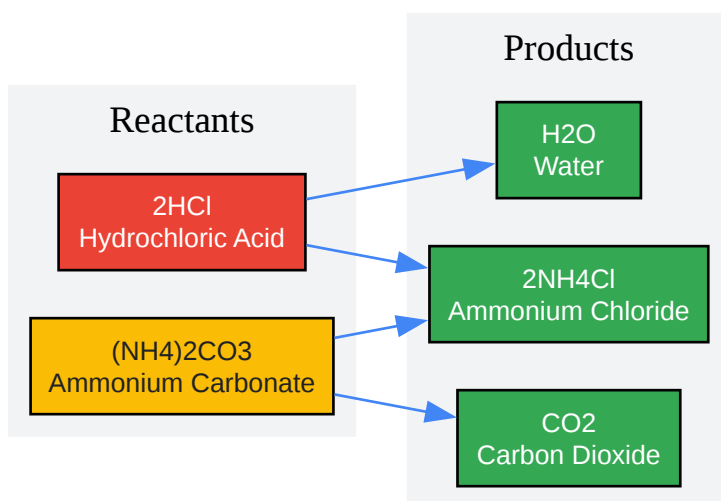 Reactants
2HCl
Hydrochloric Acid
(NH4)2CO3
Ammonium Carbonate
Products
H2O
Water
2NH4Cl
Ammonium Chloride
CO2
Carbon Dioxide